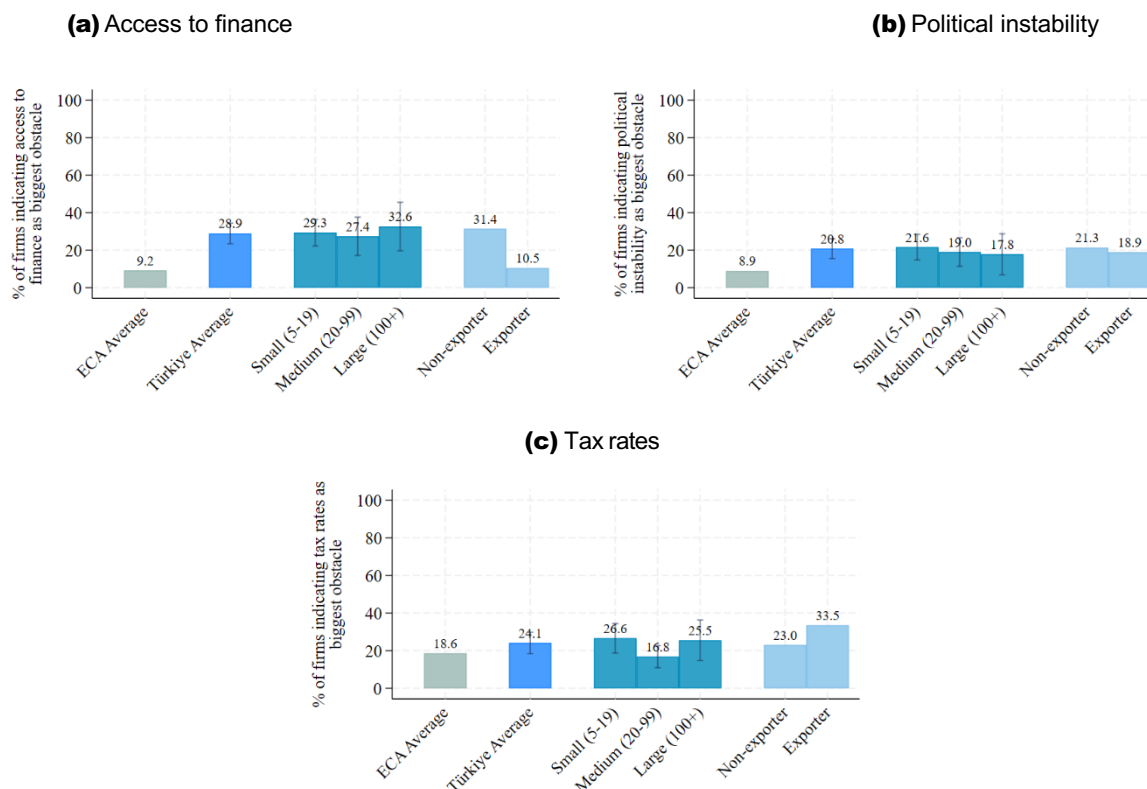 (a) Access to finance
% of firms indicating access to
finance as biggest obstacle
100
80
60
40
20
0
9.2
28.9
29.3
27.4
32.6
31.4
10.5
ECA Average
Türkiye Average
Small (5-19)
Medium (20-99)
Large (100+)
Non-exporter
Exporter
(b) Political instability
% of firms indicating political
instability as biggest obstacle
100
80
60
40
20
0
8.9
20.8
21.6
19.0
17.8
21.3
18.9
ECA Average
Türkiye Average
Small (5-19)
Medium (20-99)
Large (100+)
Non-exporter
Exporter
(c) Tax rates
% of firms indicating tax rates as
biggest obstacle
100
80
60
40
20
0
18.6
24.1
26.6
16.8
25.5
23.0
33.5
ECA Average
Türkiye Average
Small (5-19)
Medium (20-99)
Large (100+)
Non-exporter
Exporter